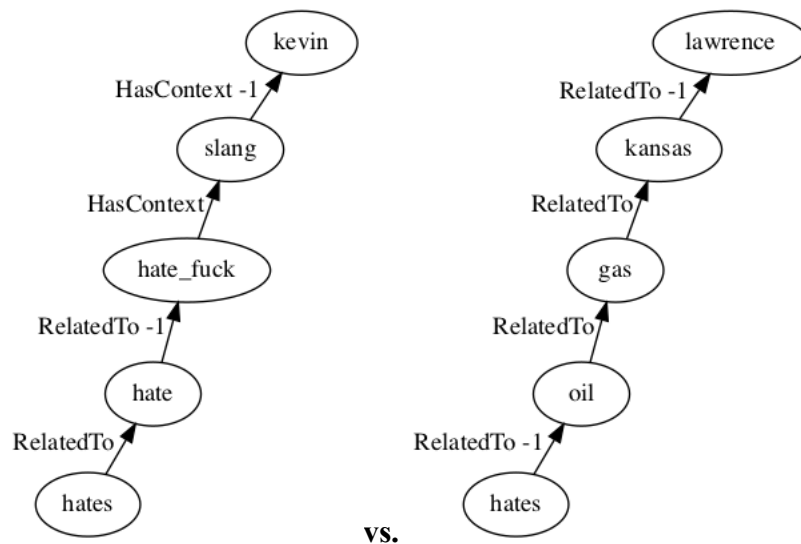 kevin
HasContext -1
slang
HasContext
hate_fuck
RelatedTo -1
hate
RelatedTo
hates
vs.
lawrence
RelatedTo -1
kansas
RelatedTo
gas
RelatedTo
oil
RelatedTo -1
hates